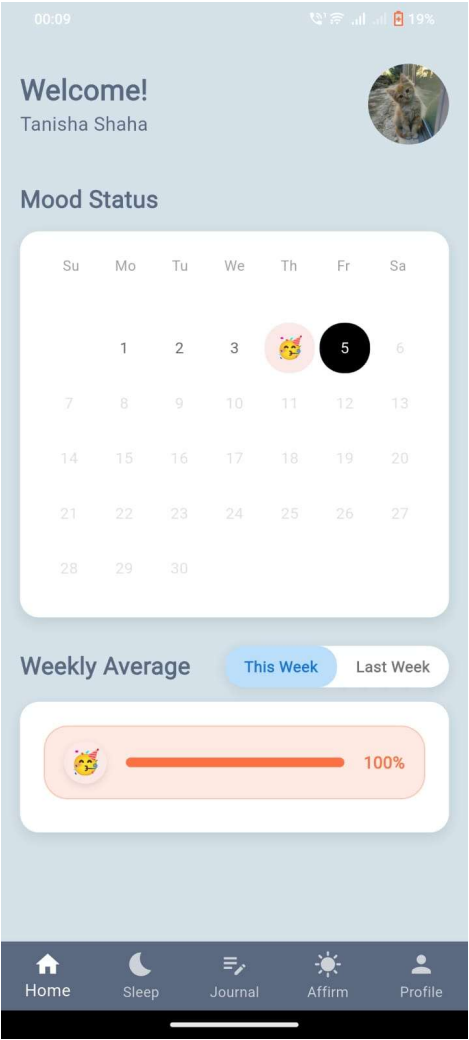 00:09 19%
Welcome!
Tanisha Shaha
Mood Status
Su Mo Tu We Th Fr Sa
1 2 3 5 6
7 8 9 10 11 12 13
14 15 16 17 18 19 20
21 22 23 24 25 26 27
28 29 30
Weekly Average This Week Last Week
100%
Home Sleep Journal Affirm Profile